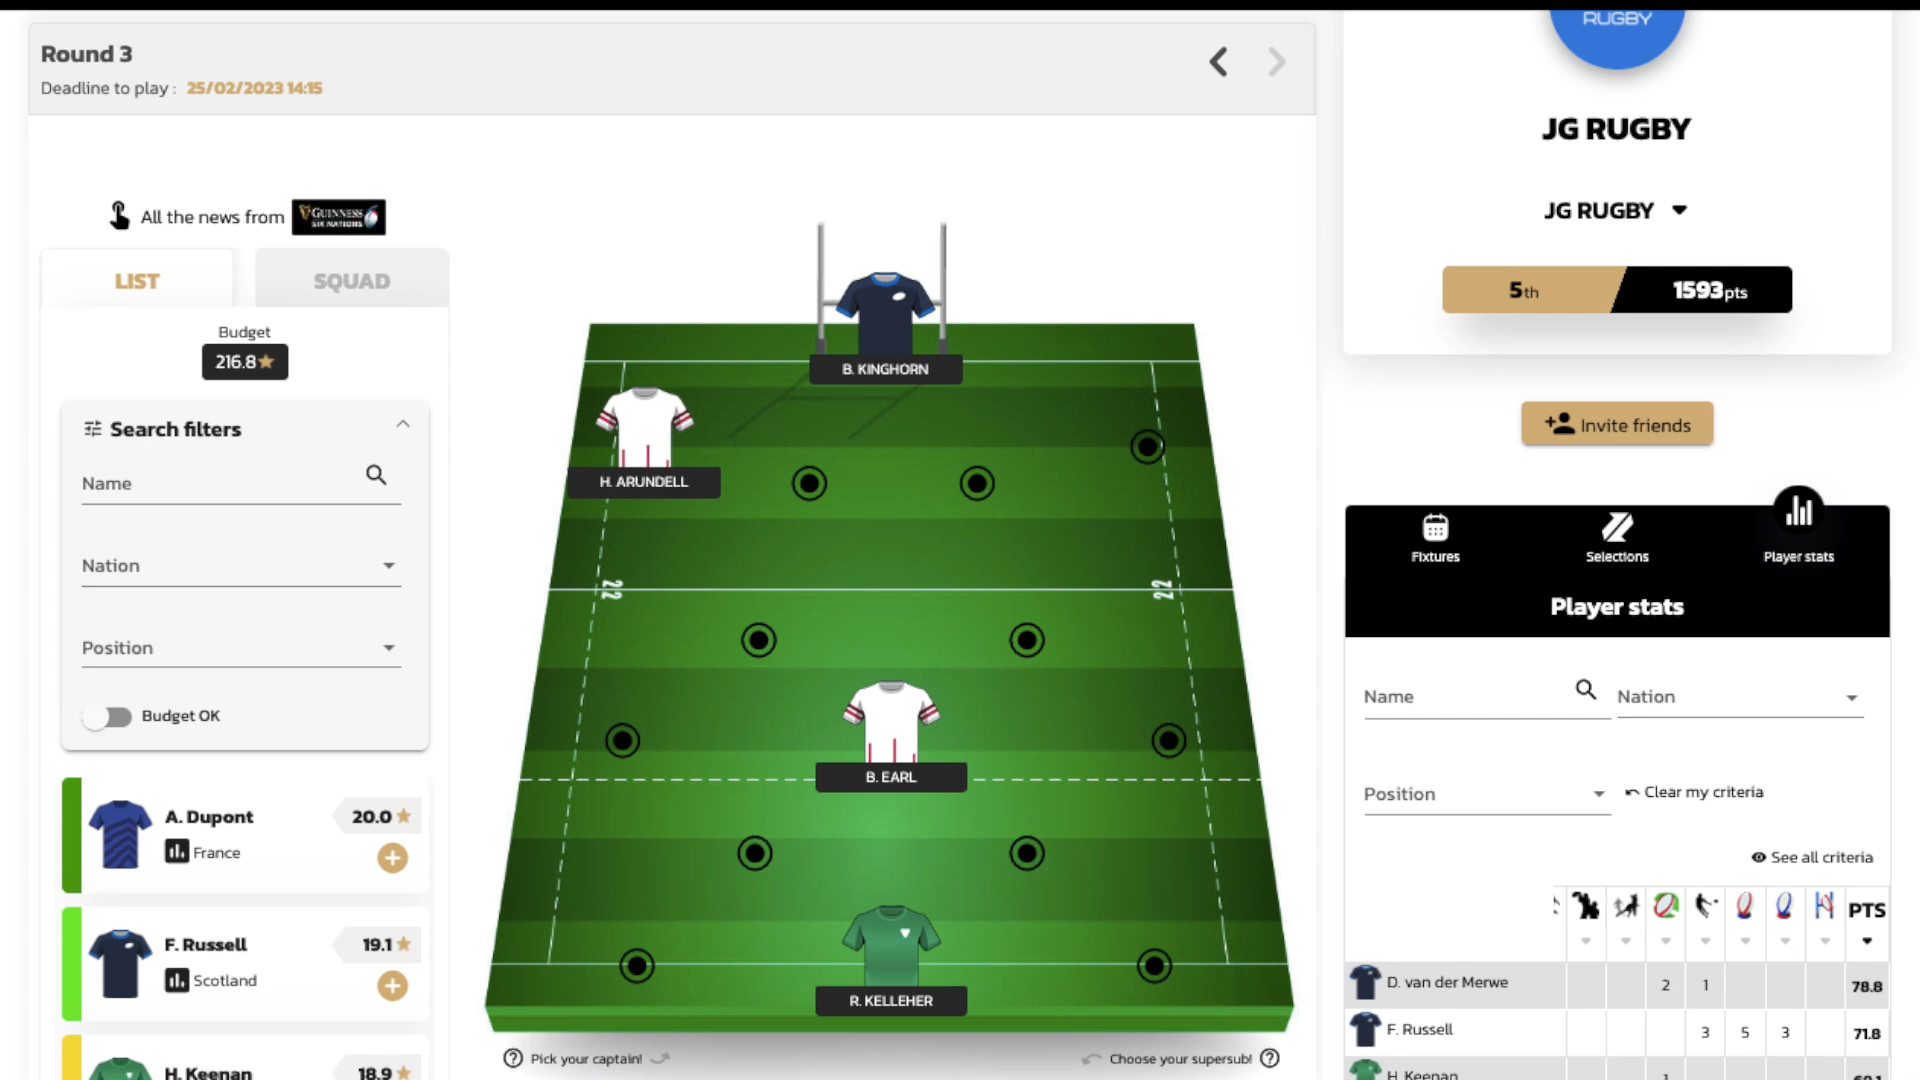 Round 3
Deadline to play : 25/02/2023 14:15
All the news from
GUINNESS
SIX NATIONS
LIST
SQUAD
Budget
216.8
Search filters
Name
Nation
Position
Budget OK
A. Dupont
20.0
France
F. Russell
19.1
Scotland
H. Keenan
18.9
B. KINGHORN
H. ARUNDELL
22
22
B. EARL
R. KELLEHER
Pick your captain!
Choose your supersub!
RUGBY
JG RUGBY
JG RUGBY
5th
1593pts
Invite friends
Fixtures
Selections
Player stats
Player stats
Name
Nation
Position
Clear my criteria
See all criteria
PTS
D. van der Merwe 2 1 78.8
F. Russell 3 5 3 71.8
H. Keenan 1